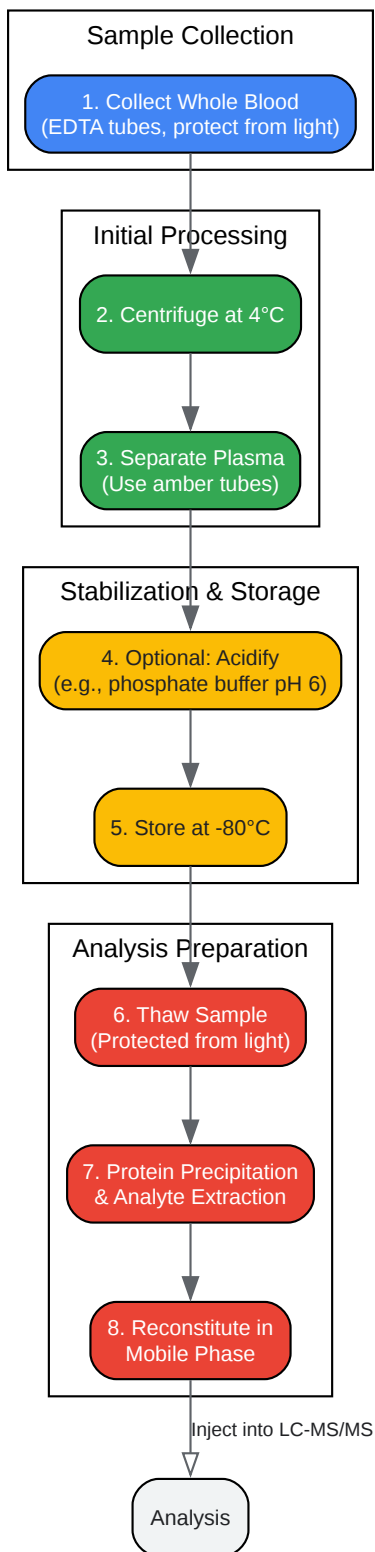 Sample Collection
1. Collect Whole Blood
(EDTA tubes, protect from light)
Initial Processing
2. Centrifuge at 4°C
3. Separate Plasma
(Use amber tubes)
Stabilization & Storage
4. Optional: Acidify
(e.g., phosphate buffer pH 6)
5. Store at -80°C
Analysis Preparation
6. Thaw Sample
(Protected from light)
7. Protein Precipitation
& Analyte Extraction
8. Reconstitute in
Mobile Phase
Inject into LC-MS/MS
Analysis